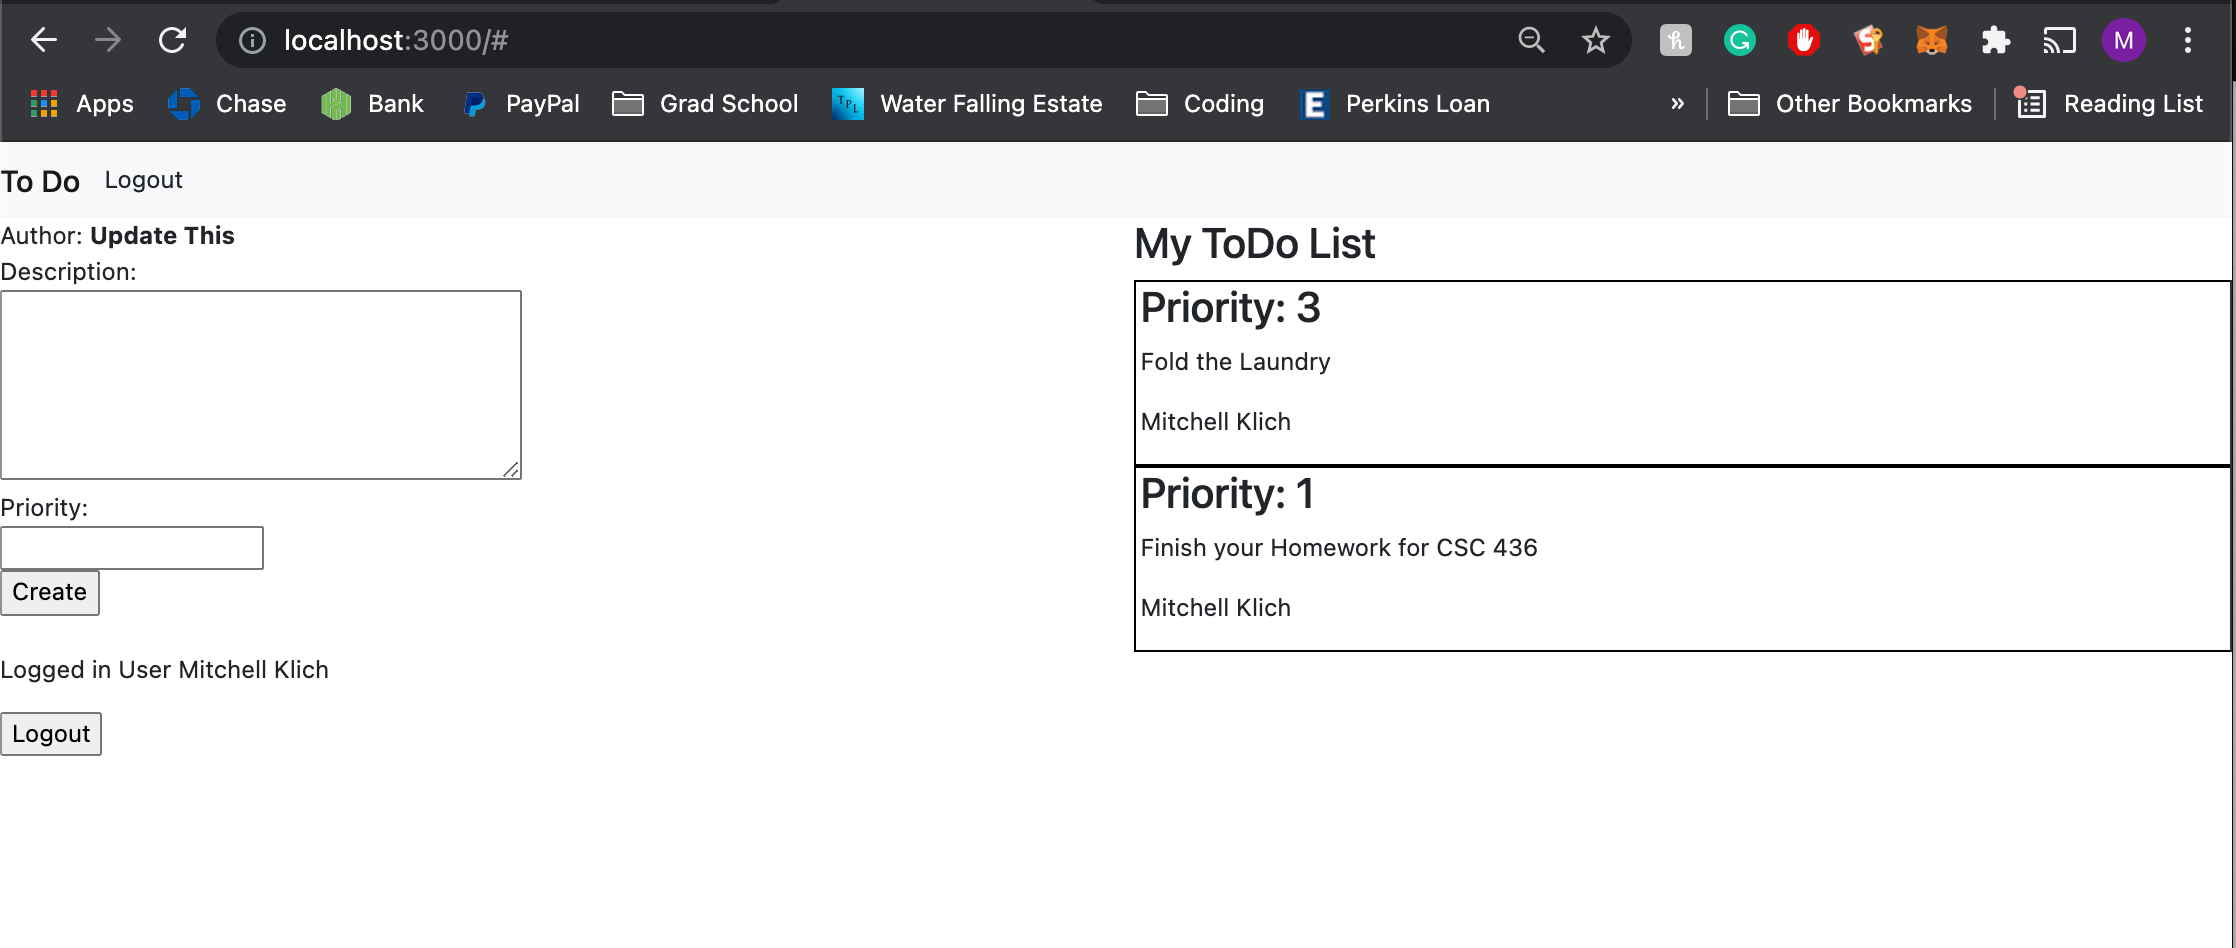 localhost:3000/#
M
Apps Chase Bank PayPal Grad School TPL Water Falling Estate Coding E Perkins Loan » Other Bookmarks Reading List
To Do Logout
Author: Update This
Description:
Priority:
Create
Logged in User Mitchell Klich
Logout
My ToDo List
Priority: 3
Fold the Laundry
Mitchell Klich
Priority: 1
Finish your Homework for CSC 436
Mitchell Klich